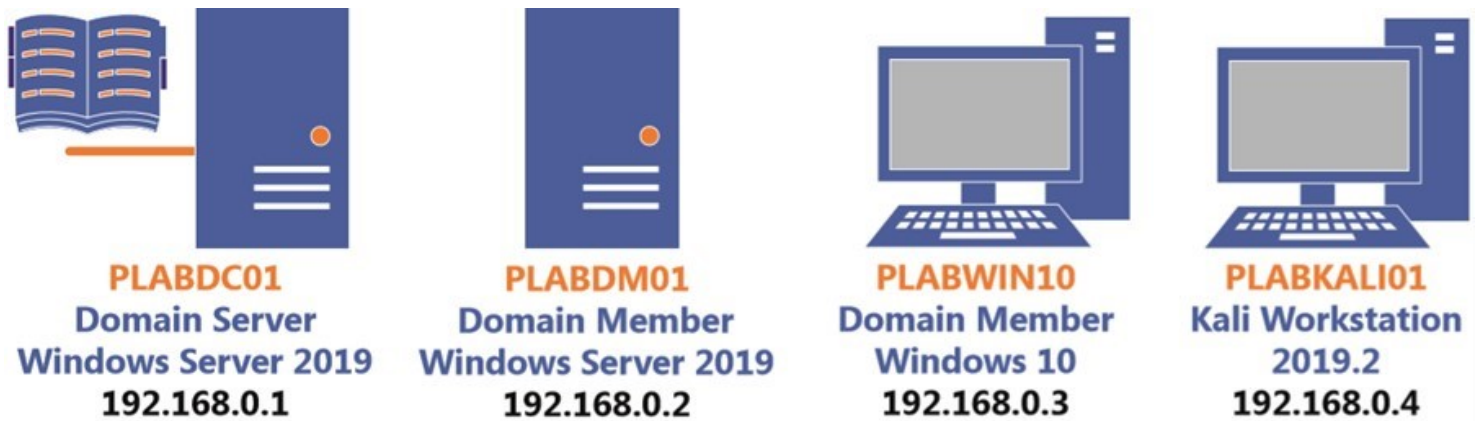 PLABDC01
Domain Server
Windows Server 2019
192.168.0.1
PLABDM01
Domain Member
Windows Server 2019
192.168.0.2
PLABWIN10
Domain Member
Windows 10
192.168.0.3
PLABKALI01
Kali Workstation
2019.2
192.168.0.4